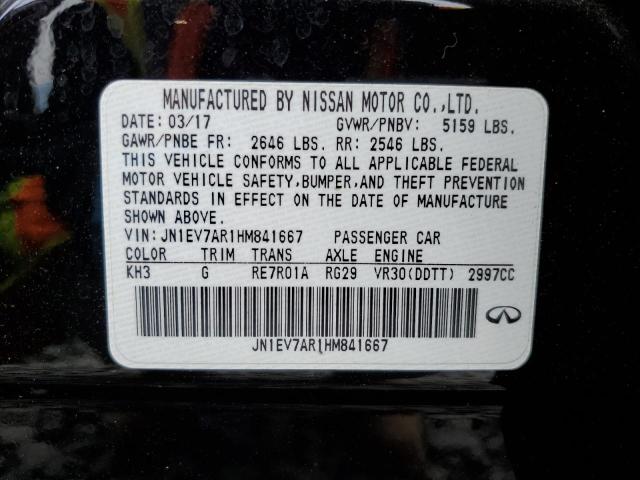 MANUFACTURED BY NISSAN MOTOR CO.,LTD.
DATE: 03/17 GVWR/PNBV: 5159 LBS.
GAWR/PNBE FR: 2646 LBS. RR: 2546 LBS.
THIS VEHICLE CONFORMS TO ALL APPLICABLE FEDERAL
MOTOR VEHICLE SAFETY,BUMPER,AND THEFT PREVENTION
STANDARDS IN EFFECT ON THE DATE OF MANUFACTURE
SHOWN ABOVE.
VIN:JN1EV7AR1HM841667 PASSENGER CAR
COLOR TRIM TRANS AXLE ENGINE
KH3 G RE7R01A RG29 VR30(DDTT) 2997CC
JN1EV7AR1HM841667